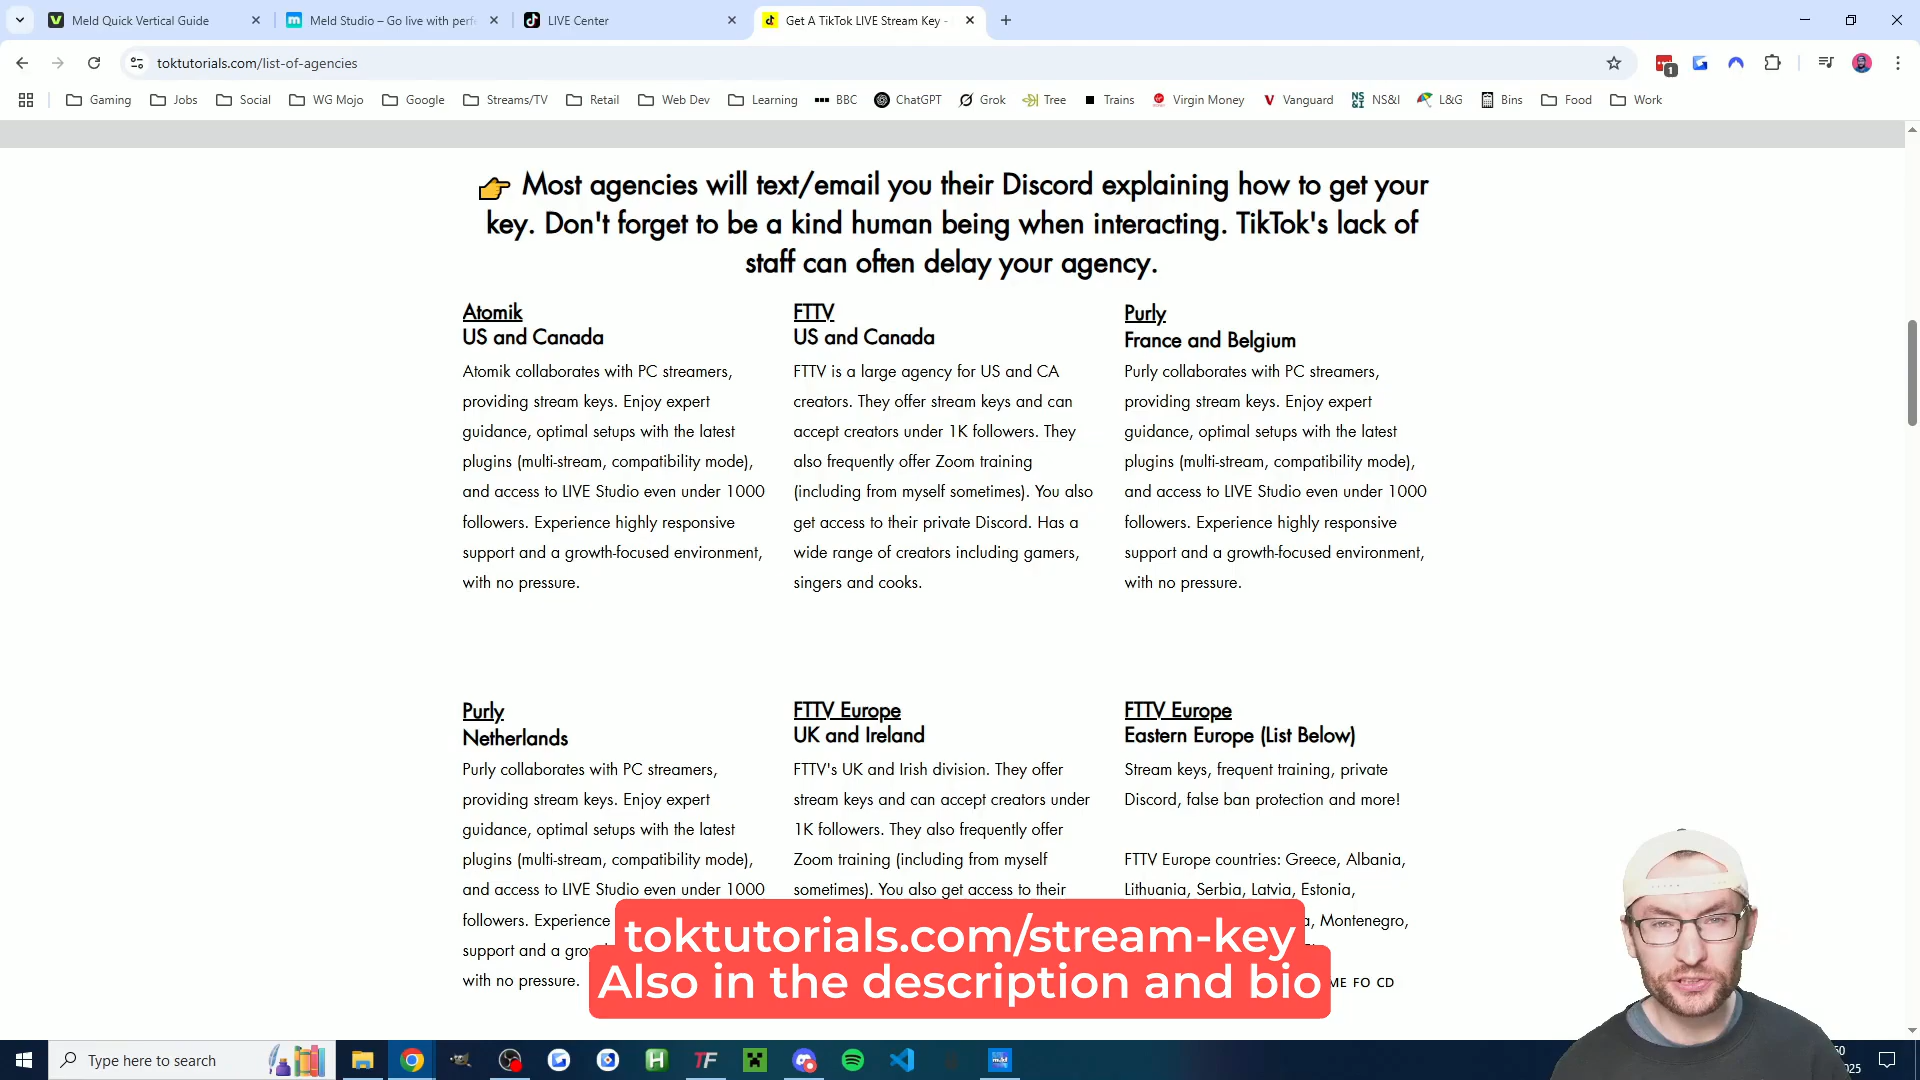 Meld Quick Vertical Guide
Meld Studio – Go live with perfe
LIVE Center
Get A TikTok LIVE Stream Key -
toktutorials.com/list-of-agencies
1
Gaming
Jobs
Social
WG Mojo
Google
Streams/TV
Retail
Web Dev
Learning
BBC
ChatGPT
Grok
Tree
Trains
Virgin Money
Vanguard
NS&I
L&G
Bins
Food
Work
👉 Most agencies will text/email you their Discord explaining how to get your
key. Don't forget to be a kind human being when interacting. TikTok's lack of
staff can often delay your agency.
Atomik
US and Canada
Atomik collaborates with PC streamers,
providing stream keys. Enjoy expert
guidance, optimal setups with the latest
plugins (multi-stream, compatibility mode),
and access to LIVE Studio even under 1000
followers. Experience highly responsive
support and a growth-focused environment,
with no pressure.
FTTV
US and Canada
FTTV is a large agency for US and CA
creators. They offer stream keys and can
accept creators under 1K followers. They
also frequently offer Zoom training
(including from myself sometimes). You also
get access to their private Discord. Has a
wide range of creators including gamers,
singers and cooks.
Purly
France and Belgium
Purly collaborates with PC streamers,
providing stream keys. Enjoy expert
guidance, optimal setups with the latest
plugins (multi-stream, compatibility mode),
and access to LIVE Studio even under 1000
followers. Experience highly responsive
support and a growth-focused environment,
with no pressure.
Purly
Netherlands
Purly collaborates with PC streamers,
providing stream keys. Enjoy expert
guidance, optimal setups with the latest
plugins (multi-stream, compatibility mode),
and access to LIVE Studio even under 1000
followers. Experience
support and a
with no pressure.
FTTV Europe
UK and Ireland
FTTV's UK and Irish division. They offer
stream keys and can accept creators under
1K followers. They also frequently offer
Zoom training (including from myself
sometimes). You also get access to their
FTTV Europe
Eastern Europe (List Below)
Stream keys, frequent training, private
Discord, false ban protection and more!
FTTV Europe countries: Greece, Albania,
Lithuania, Serbia, Latvia, Estonia,
Montenegro,
ME FO CD
toktutorials.com/stream-key
Also in the description and bio
Type here to search